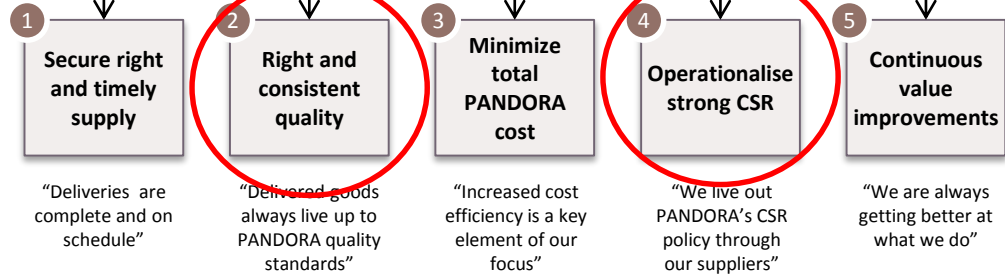 1
Secure right
and timely
supply
“Deliveries are
complete and on
schedule”
2
Right and
consistent
quality
“Delivered goods
always live up to
PANDORA quality
standards”
3
Minimize
total
PANDORA
cost
“Increased cost
efficiency is a key
element of our
focus”
4
Operationalise
strong CSR
“We live out
PANDORA’s CSR
policy through
our suppliers”
5
Continuous
value
improvements
“We are always
getting better at
what we do”